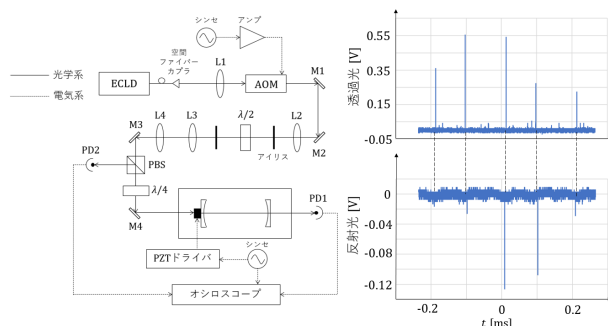 シンセ
アンプ
空間
ファイバー
カプラ
L1
M1
光学系
電気系
ECLD
AOM
M3
L4
L3
λ/2
L2
アイリス
M2
PD2
PBS
λ/4
PD1
M4
シンセ
PZTドライバ
オシロスコープ
透過光 [V]
0.55
0.35
0.15
-0.05
反射光 [V]
0
-0.04
-0.08
-0.12
-0.2
0
0.2
t [ms]